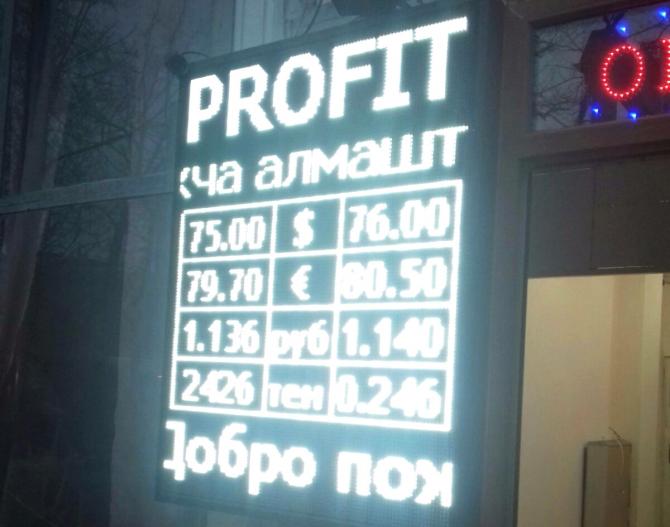 PROFIT
кча алмашт
75.00 $ 76.00
79.70 € 80.50
1.136 руб 1.140
2426 тен 0.246
Добро пож